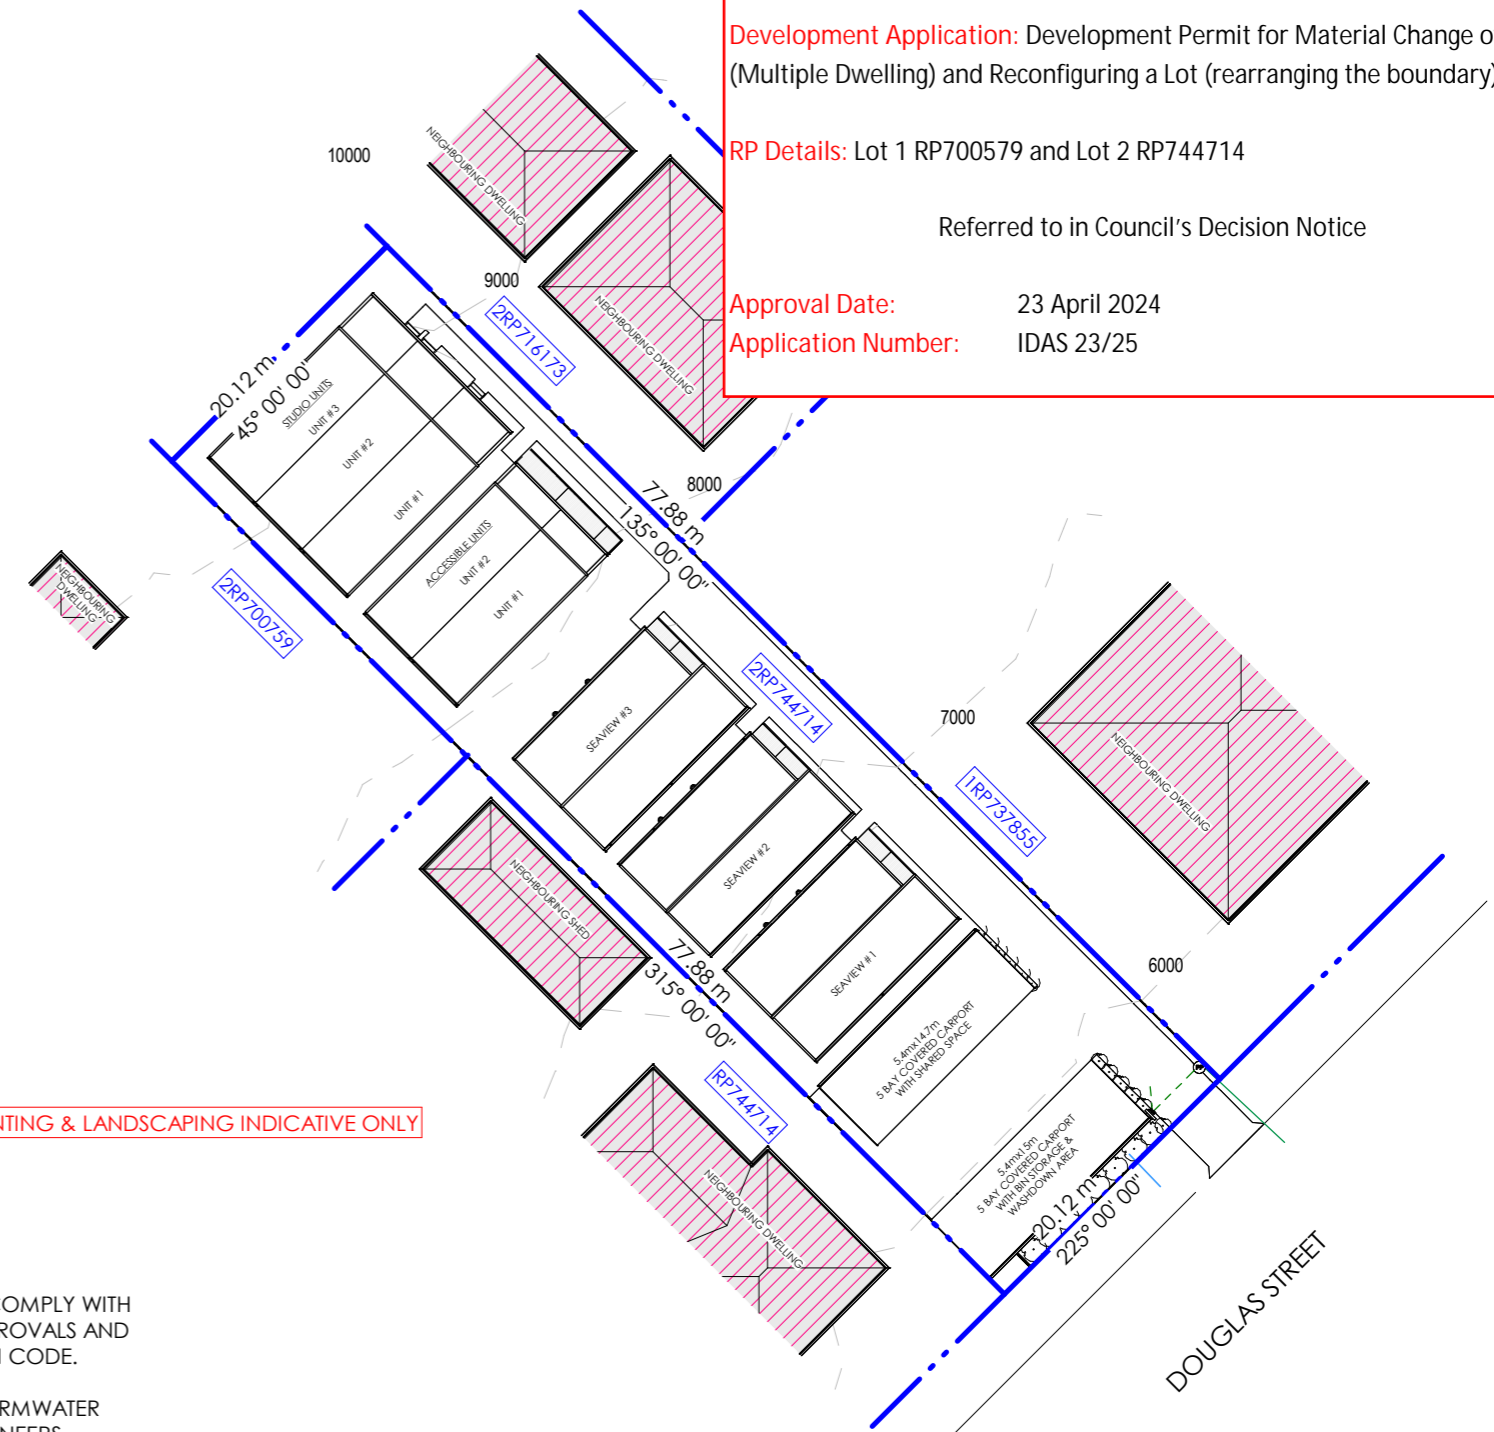 Development Application: Development Permit for Material Change o
(Multiple Dwelling) and Reconfiguring a Lot (rearranging the boundary)
RP Details: Lot 1 RP700579 and Lot 2 RP744714
Referred to in Council's Decision Notice
Approval Date: 23 April 2024
Application Number: IDAS 23/25
10000
NEIGHBOURING DWELLING
9000
2RP716173
NEIGHBOURING DWELLING
20.12 m
45° 00' 00"
STUDIO UNITS
UNIT #3
UNIT #2
UNIT #1
8000
77.88 m
135° 00' 00"
ACCESSIBLE UNITS
UNIT #2
UNIT #1
NEIGHBOURING
DWELLING
2RP700759
2RP744714
7000
SEAVIEW #3
NEIGHBOURING DWELLING
1RP737855
SEAVIEW #2
NEIGHBOURING SHED
77.88 m
315° 00' 00"
SEAVIEW #1
6000
5.4mx14.7m
5 BAY COVERED CARPORT
WITH SHARED SPACE
RP744714
NTING & LANDSCAPING INDICATIVE ONLY
5.4mx15m
5 BAY COVERED CARPORT
WITH BIN STORAGE &
WASHDOWN AREA
NEIGHBOURING DWELLING
20.12 m
225° 00' 00"
DOUGLAS STREET
COMPLY WITH
ROVALS AND
CODE.
RMWATER
NEERS